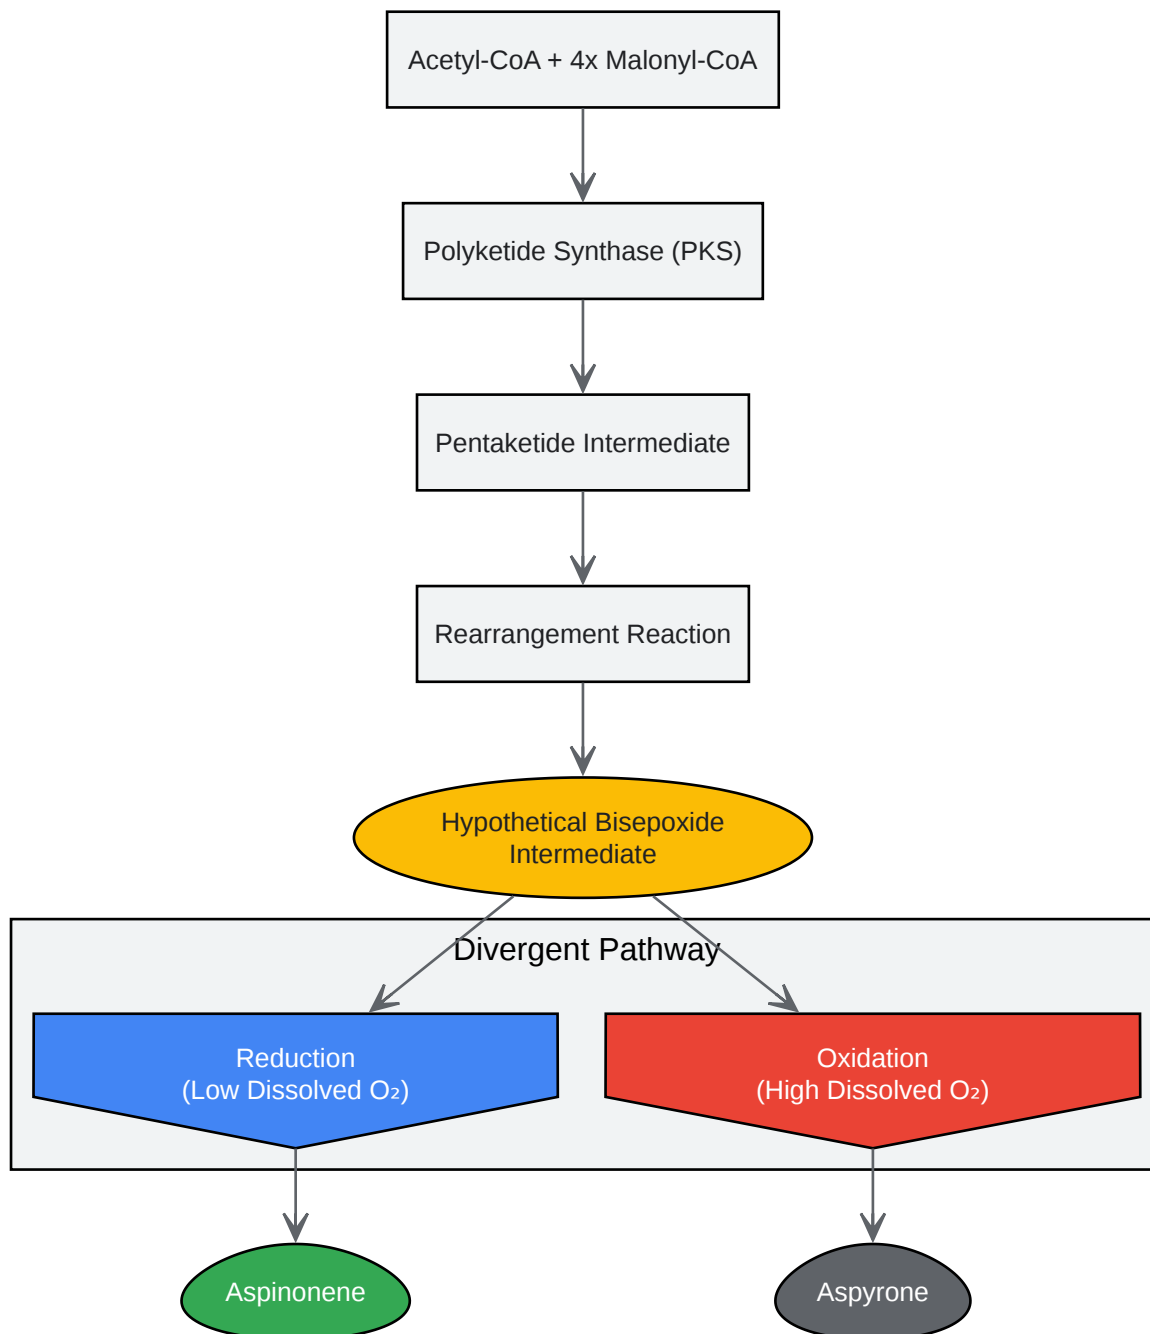 Acetyl-CoA + 4x Malonyl-CoA
Polyketide Synthase (PKS)
Pentaketide Intermediate
Rearrangement Reaction
Hypothetical Bisepoxide
Intermediate
Divergent Pathway
Reduction
(Low Dissolved O₂)
Oxidation
(High Dissolved O₂)
Aspinonene
Aspyrone